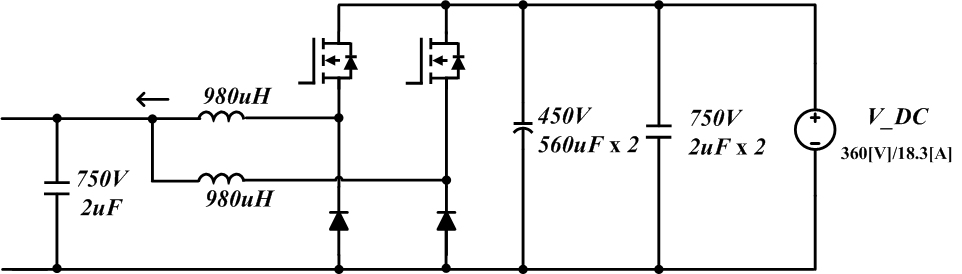 980uH
450V
560uF x 2
750V
2uF x 2
V_DC
360[V]/18.3[A]
750V
2uF
980uH